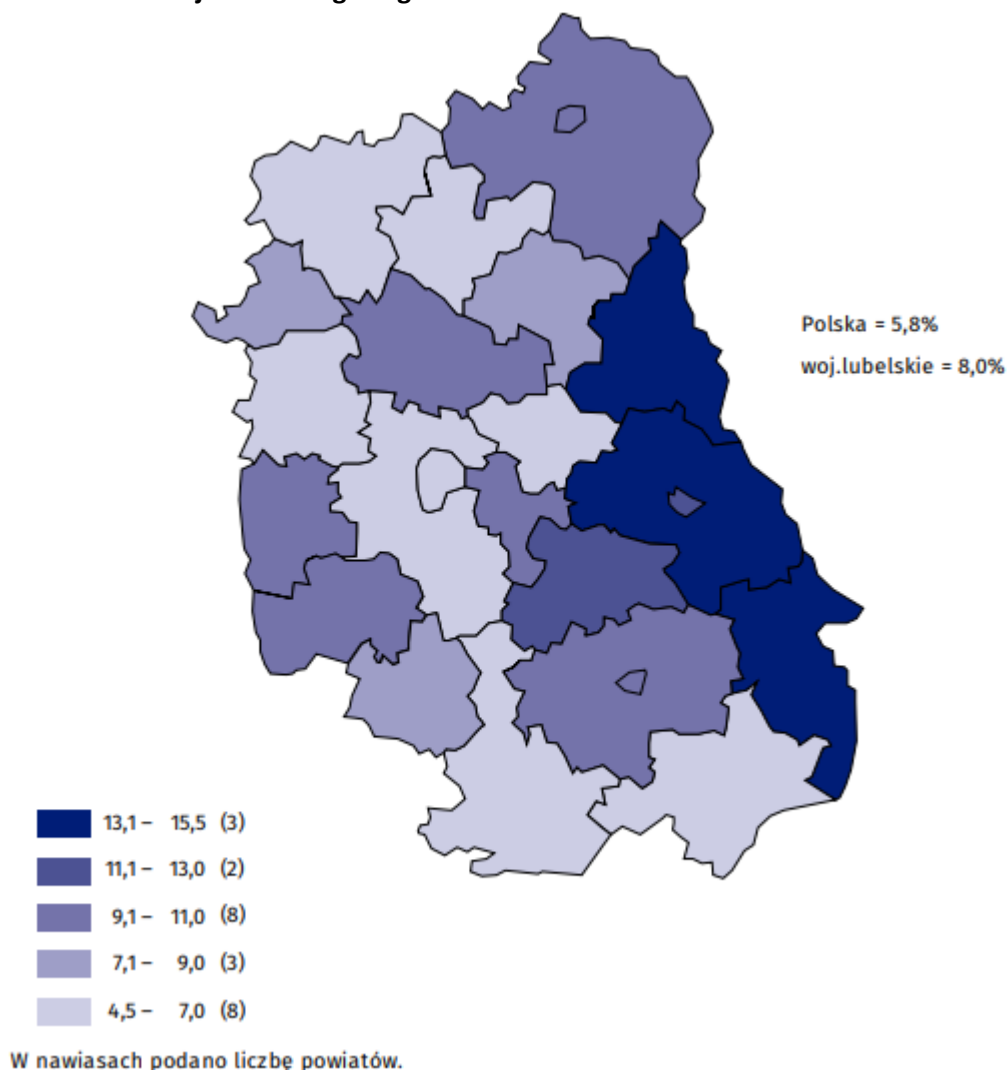 Polska = 5,8%
woj.lubelskie = 8,0%
13,1 – 15,5 (3)
11,1 – 13,0 (2)
9,1 – 11,0 (8)
7,1 – 9,0 (3)
4,5 – 7,0 (8)
W nawiasach podano liczbę powiatów.